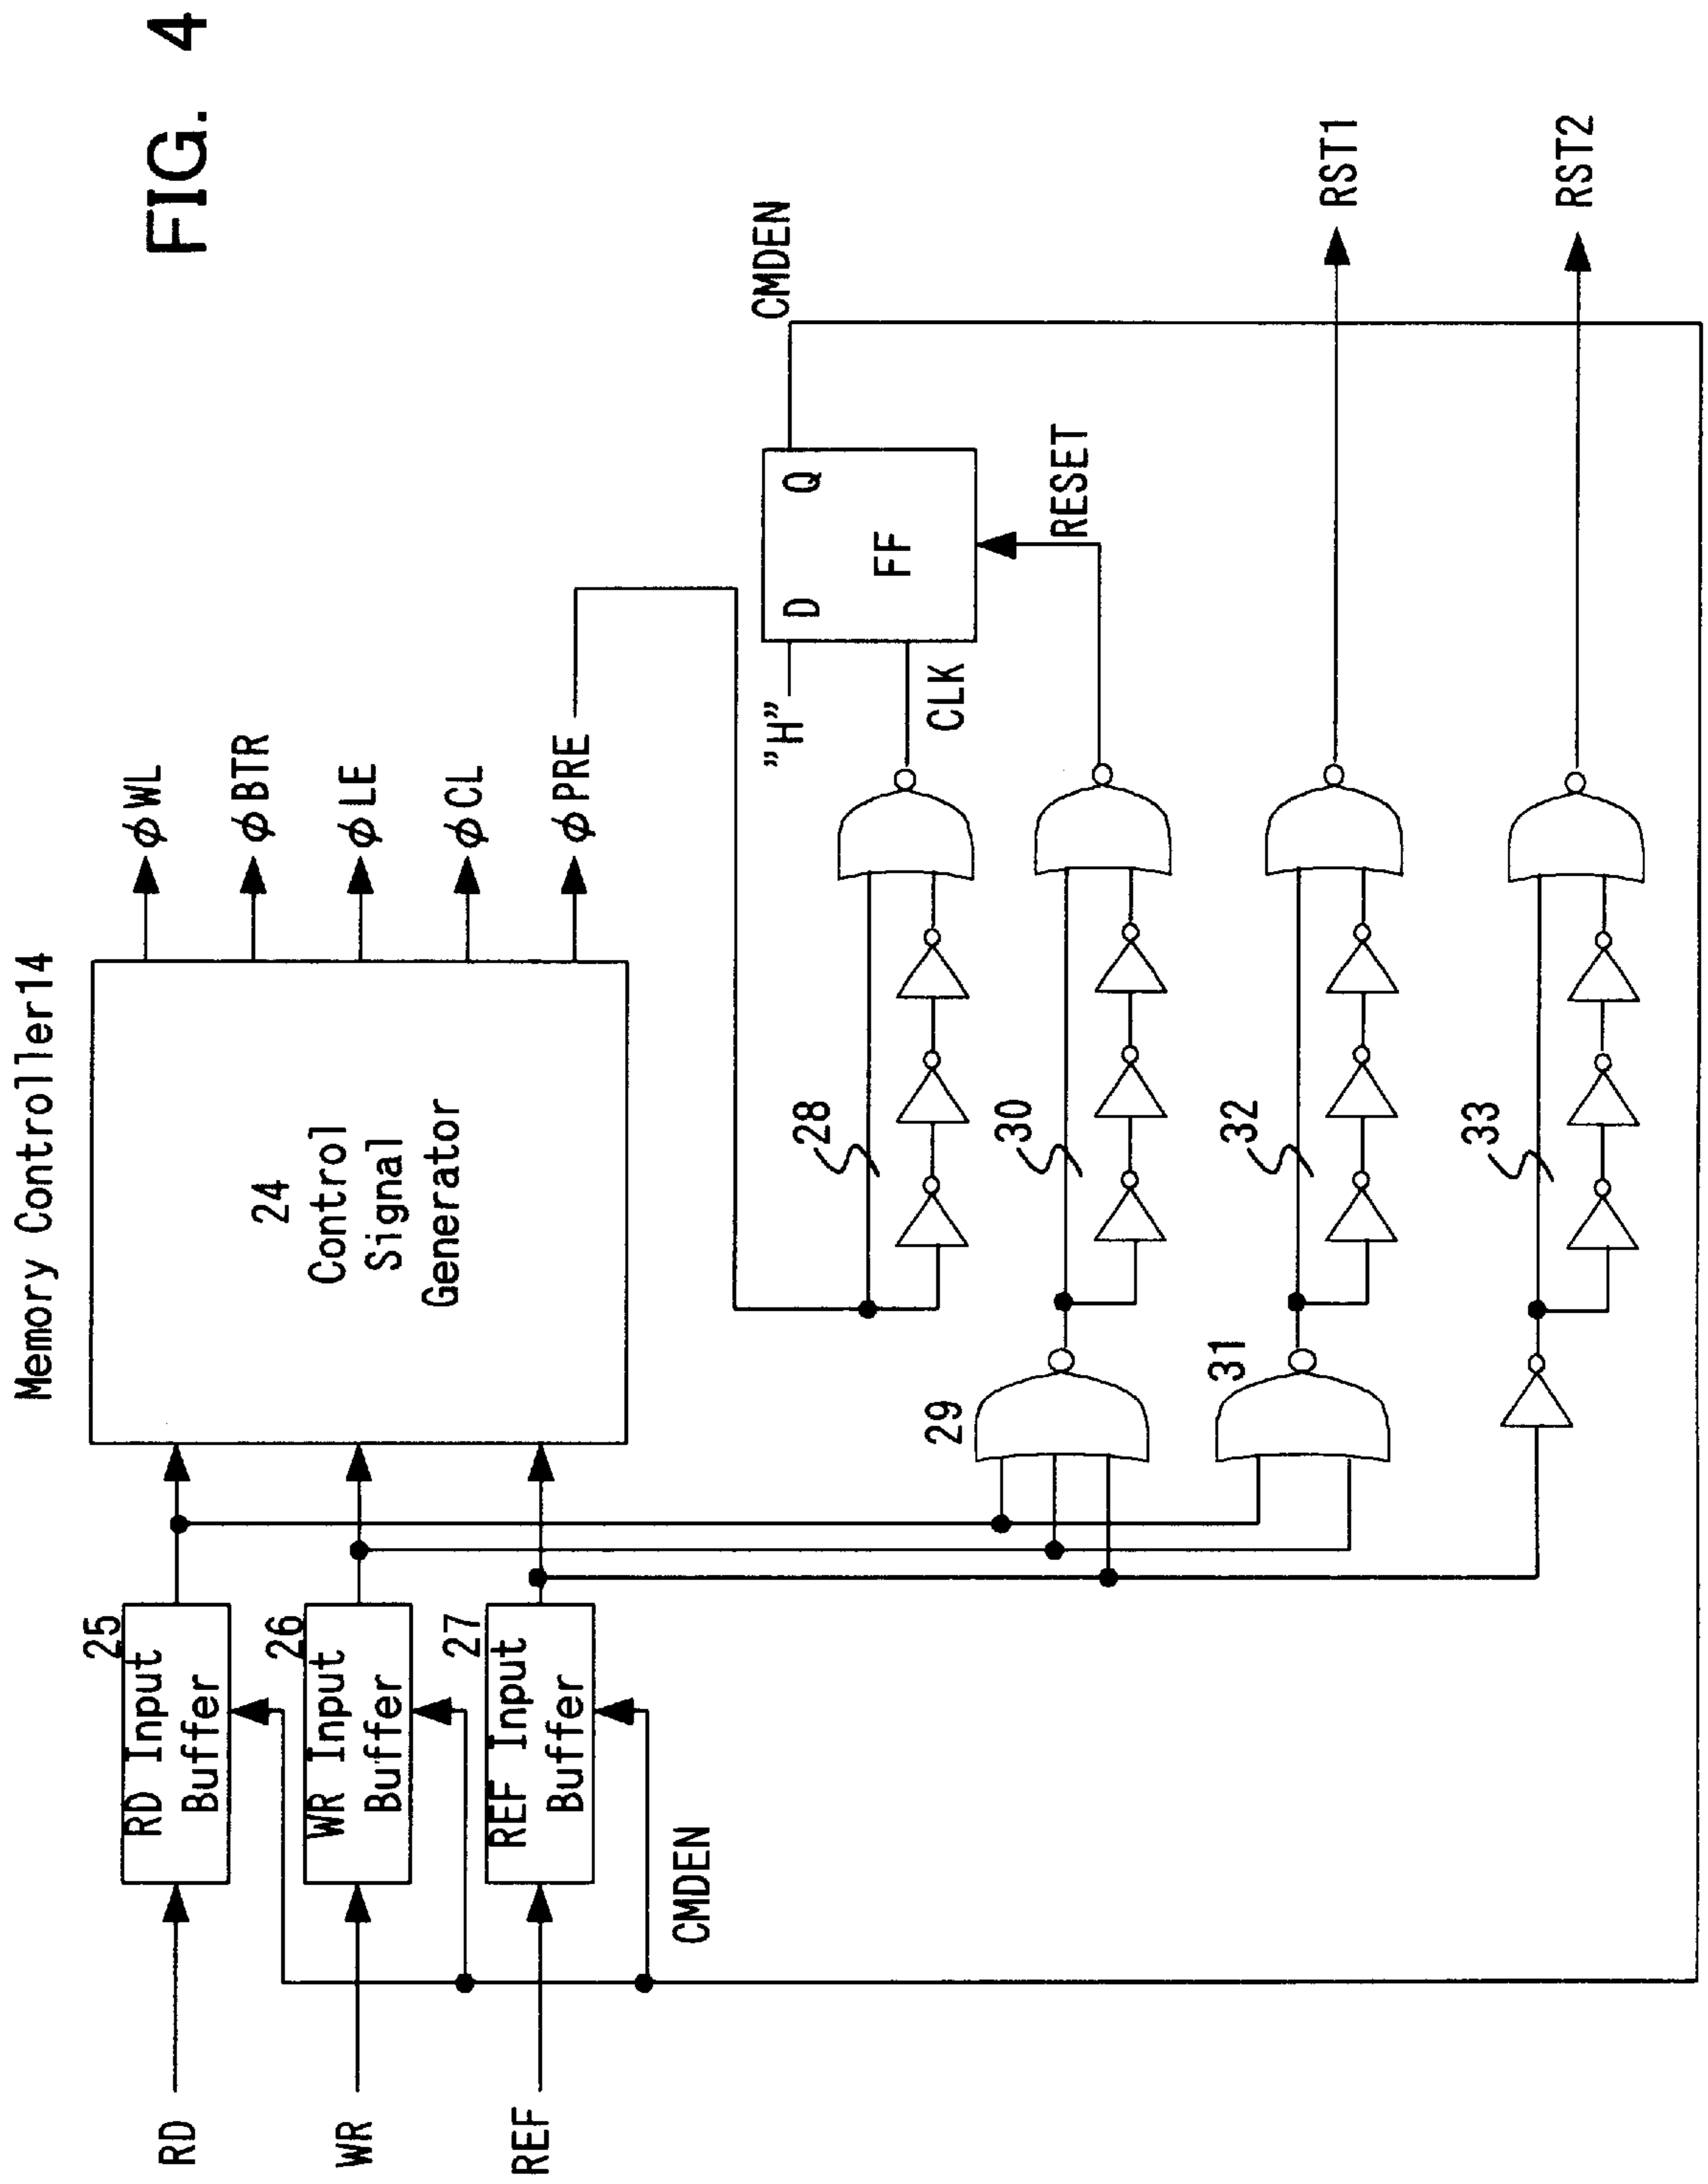 FIG. 4
Memory Controller14
RD
WR
REF
25
RD Input
Buffer
26
WR Input
Buffer
27
REF Input
Buffer
CMDEN
24
Control
Signal
Generator
φWL
φBTR
φLE
φCL
φPRE
28
29
30
31
32
33
"H"
D
Q
FF
CLK
RESET
CMDEN
RST1
RST2